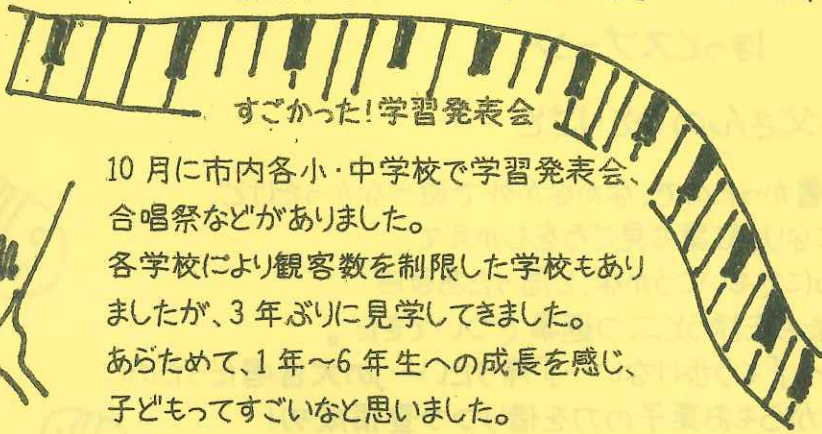 すごかった!学習発表会
10月に市内各小・中学校で学習発表会、
合唱祭などがありました。
各学校により観客数を制限した学校もあり
ましたが、3年ぶりに見学してきました。
あらためて、1年~6年生への成長を感じ、
子どもってすごいなと思いました。